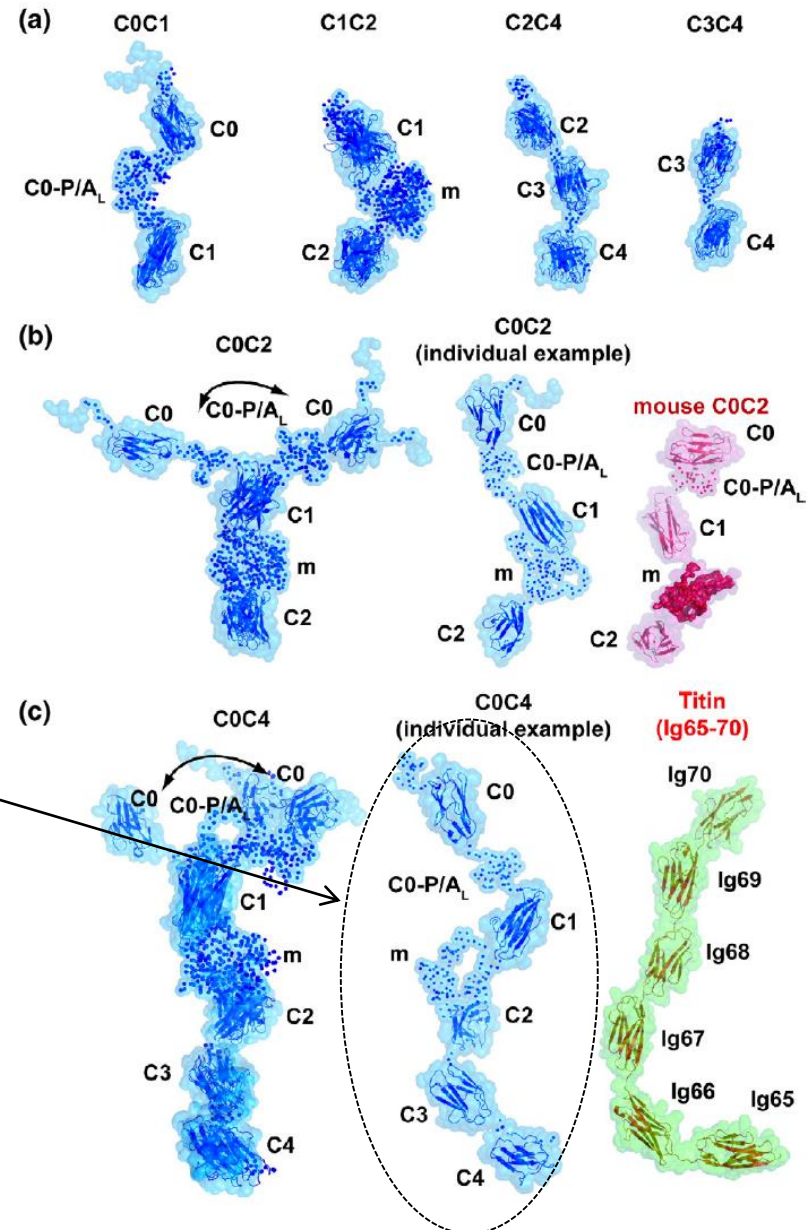 (a)
C0C1
C1C2
C2C4
C3C4
C0
C0-P/AL
C1
C1
m
C2
C2
C3
C4
C3
C4
(b)
C0C2
C0
C0-P/AL
C0
C1
m
C2
C0C2
(individual example)
C0
C0-P/AL
C1
m
C2
mouse C0C2
C0
C0-P/AL
C1
m
C2
(c)
C0C4
C0
C0
C0-P/AL
C1
m
C2
C3
C4
C0C4
(individual example)
C0
C0-P/AL
C1
m
C2
C3
C4
Titin
(Ig65-70)
Ig70
Ig69
Ig68
Ig67
Ig66
Ig65